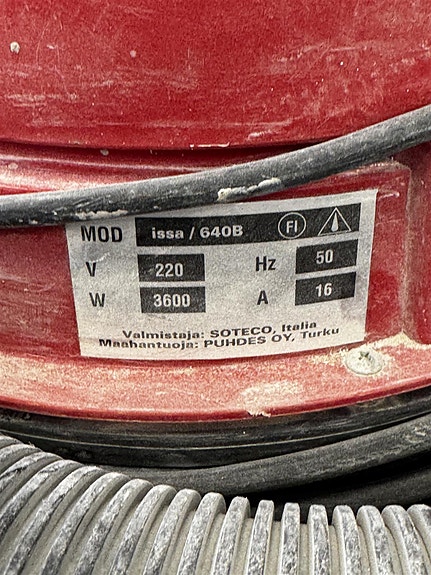 MOD issa / 640B FI
V 220 Hz 50
W 3600 A 16
Valmistaja: SOTECO, Italia
Maahantuoja: PUHDES OY, Turku